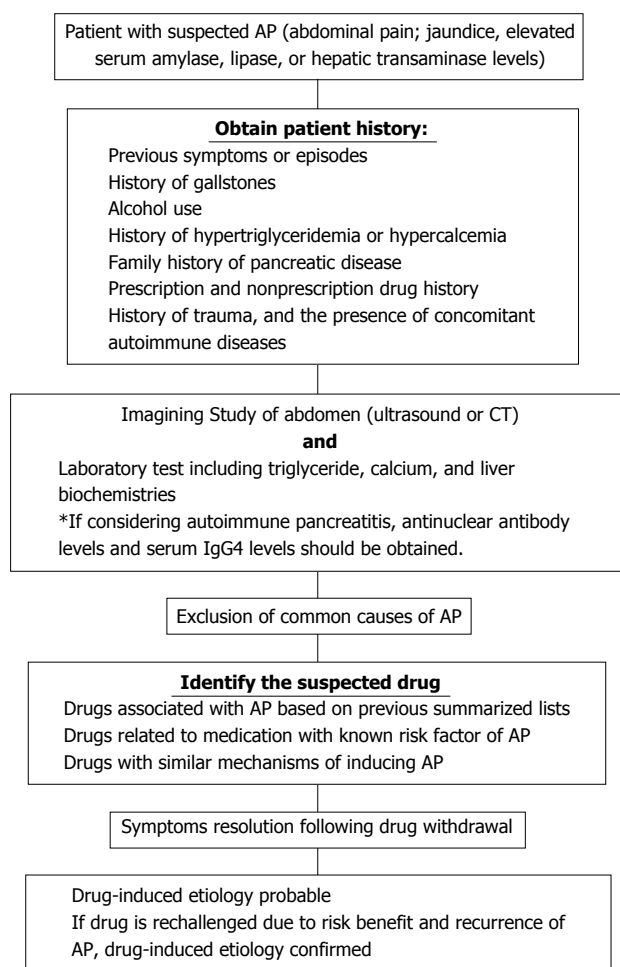 Patient with suspected AP (abdominal pain; jaundice, elevated
serum amylase, lipase, or hepatic transaminase levels)
Obtain patient history:
Previous symptoms or episodes
History of gallstones
Alcohol use
History of hypertriglyceridemia or hypercalcemia
Family history of pancreatic disease
Prescription and nonprescription drug history
History of trauma, and the presence of concomitant
autoimmune diseases
Imagining Study of abdomen (ultrasound or CT)
and
Laboratory test including triglyceride, calcium, and liver
biochemistries
*If considering autoimmune pancreatitis, antinuclear antibody
levels and serum IgG4 levels should be obtained.
Exclusion of common causes of AP
Identify the suspected drug
Drugs associated with AP based on previous summarized lists
Drugs related to medication with known risk factor of AP
Drugs with similar mechanisms of inducing AP
Symptoms resolution following drug withdrawal
Drug-induced etiology probable
If drug is rechallenged due to risk benefit and recurrence of
AP, drug-induced etiology confirmed